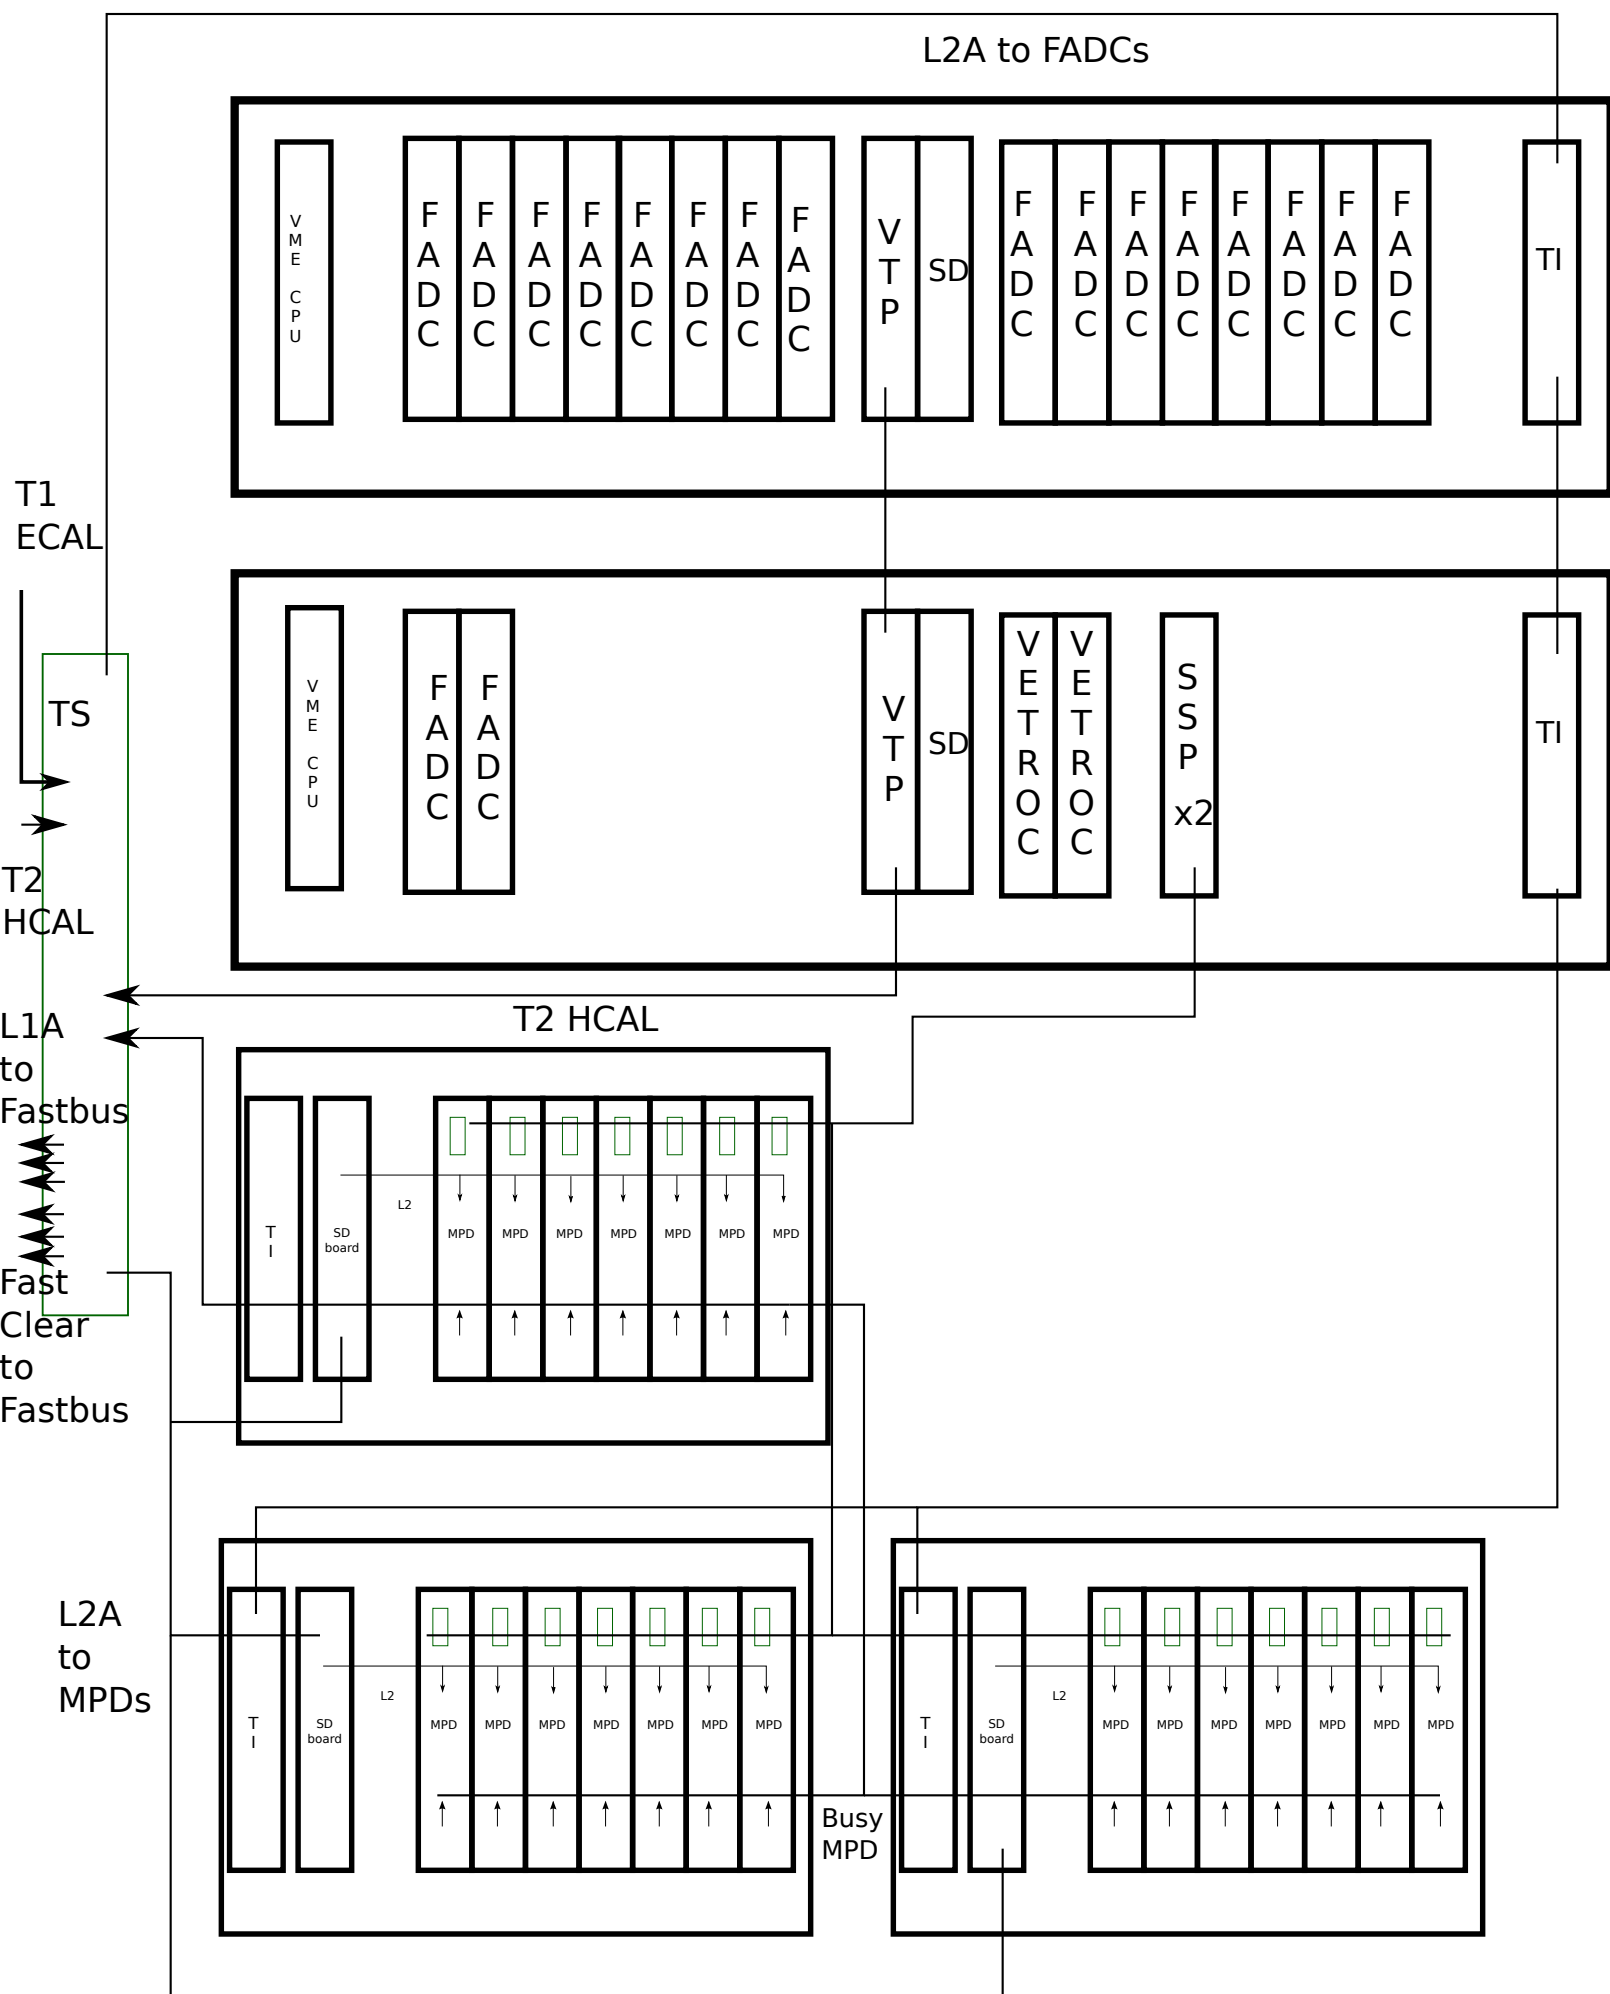 L2A to FADCs
V
M
E
C
P
U
F
A
D
C
F
A
D
C
F
A
D
C
F
A
D
C
F
A
D
C
F
A
D
C
F
A
D
C
F
A
D
C
V
T
P
SD
F
A
D
C
F
A
D
C
F
A
D
C
F
A
D
C
F
A
D
C
F
A
D
C
F
A
D
C
F
A
D
C
TI
T1
ECAL
TS
T2
HCAL
V
M
E
C
P
U
F
A
D
C
F
A
D
C
V
T
P
SD
V
E
T
R
O
C
V
E
T
R
O
C
S
S
P
x2
TI
T2 HCAL
L1A
to
Fastbus
Fast
Clear
to
Fastbus
T
I
SD
board
L2
MPD
MPD
MPD
MPD
MPD
MPD
MPD
L2A
to
MPDs
T
I
SD
board
L2
MPD
MPD
MPD
MPD
MPD
MPD
MPD
Busy
MPD
T
I
SD
board
L2
MPD
MPD
MPD
MPD
MPD
MPD
MPD